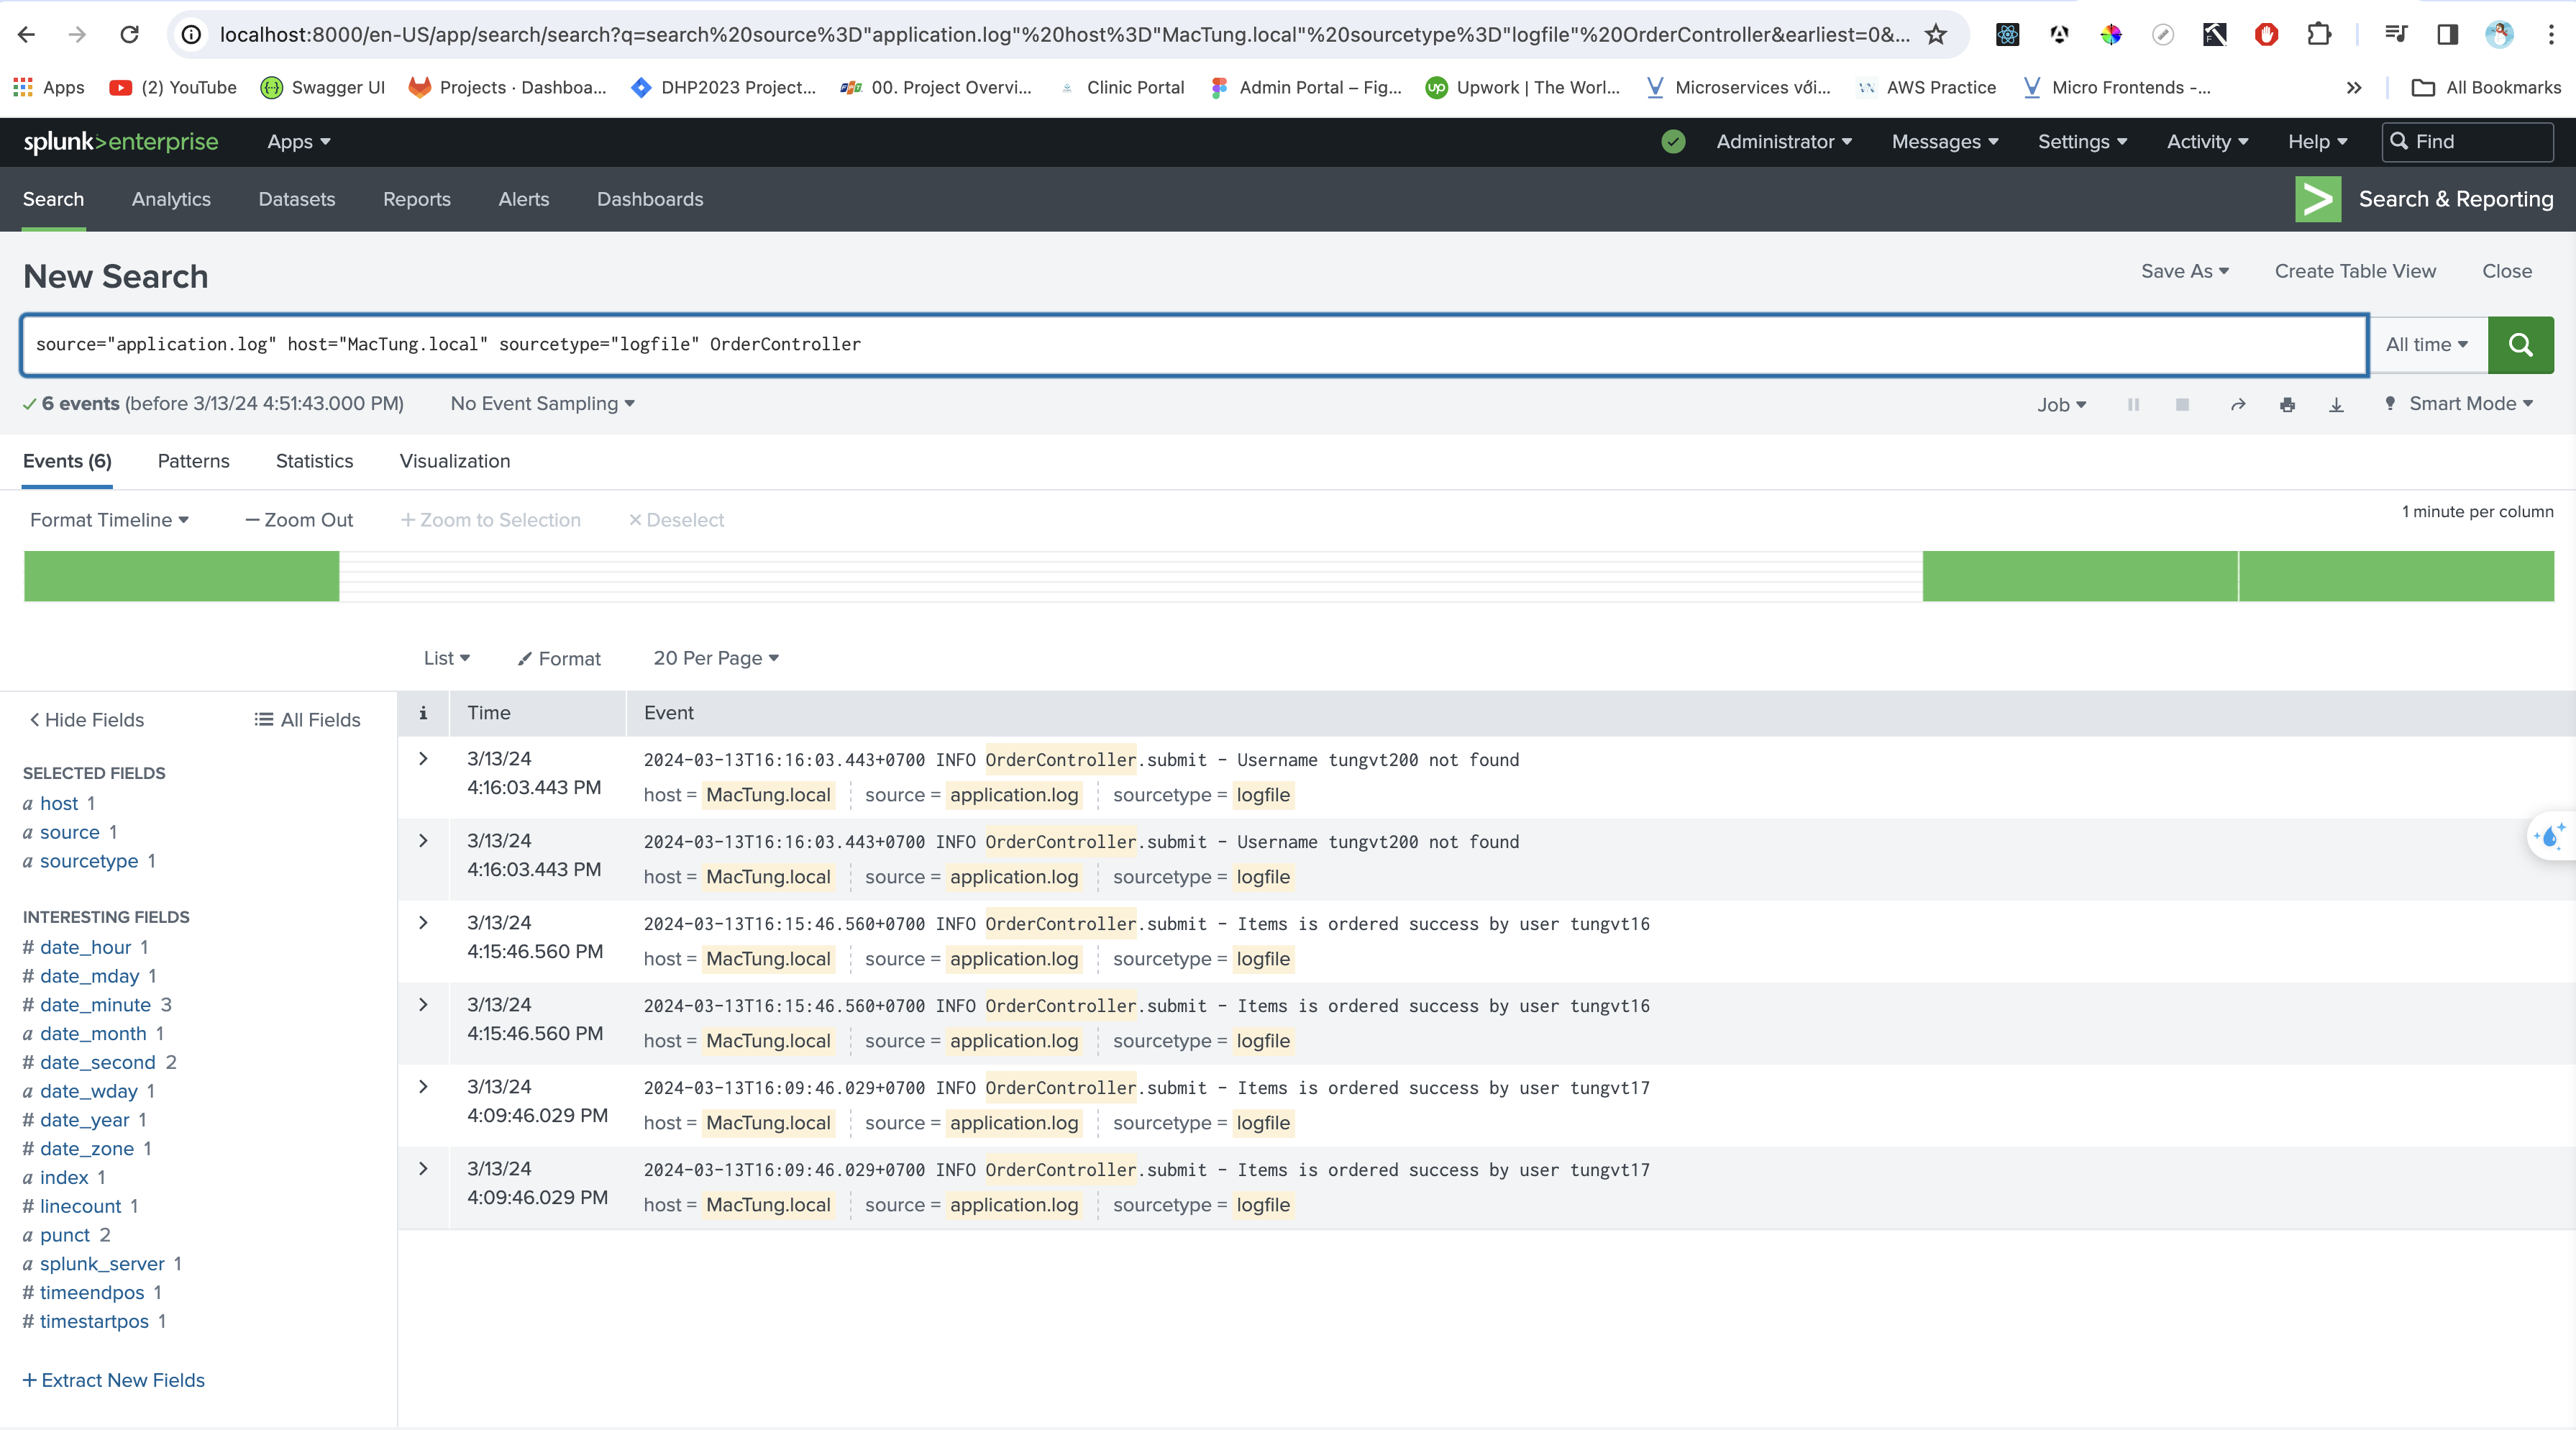 localhost:8000/en-US/app/search/search?q=search%20source%3D"application.log"%20host%3D"MacTung.local"%20sourcetype%3D"logfile"%20OrderController&earliest=0&...
Apps (2) YouTube Swagger UI Projects · Dashboa... DHP2023 Project... 00. Project Overvi... Clinic Portal Admin Portal – Fig... Upwork | The Worl... Microservices với... AWS Practice Micro Frontends -... » All Bookmarks
splunk>enterprise Apps Administrator Messages Settings Activity Help Find
Search Analytics Datasets Reports Alerts Dashboards Search & Reporting
New Search Save As Create Table View Close
source="application.log" host="MacTung.local" sourcetype="logfile" OrderController All time
6 events (before 3/13/24 4:51:43.000 PM) No Event Sampling Job Smart Mode
Events (6) Patterns Statistics Visualization
Format Timeline — Zoom Out + Zoom to Selection × Deselect 1 minute per column
List Format 20 Per Page
< Hide Fields All Fields
SELECTED FIELDS
a host 1
a source 1
a sourcetype 1
INTERESTING FIELDS
# date_hour 1
# date_mday 1
# date_minute 3
a date_month 1
# date_second 2
a date_wday 1
# date_year 1
# date_zone 1
a index 1
# linecount 1
a punct 2
a splunk_server 1
# timeendpos 1
# timestartpos 1
+ Extract New Fields
i Time Event
3/13/24 4:16:03.443 PM
2024-03-13T16:16:03.443+0700 INFO OrderController.submit - Username tungvt200 not found
host = MacTung.local source = application.log sourcetype = logfile
3/13/24 4:16:03.443 PM
2024-03-13T16:16:03.443+0700 INFO OrderController.submit - Username tungvt200 not found
host = MacTung.local source = application.log sourcetype = logfile
3/13/24 4:15:46.560 PM
2024-03-13T16:15:46.560+0700 INFO OrderController.submit - Items is ordered success by user tungvt16
host = MacTung.local source = application.log sourcetype = logfile
3/13/24 4:15:46.560 PM
2024-03-13T16:15:46.560+0700 INFO OrderController.submit - Items is ordered success by user tungvt16
host = MacTung.local source = application.log sourcetype = logfile
3/13/24 4:09:46.029 PM
2024-03-13T16:09:46.029+0700 INFO OrderController.submit - Items is ordered success by user tungvt17
host = MacTung.local source = application.log sourcetype = logfile
3/13/24 4:09:46.029 PM
2024-03-13T16:09:46.029+0700 INFO OrderController.submit - Items is ordered success by user tungvt17
host = MacTung.local source = application.log sourcetype = logfile